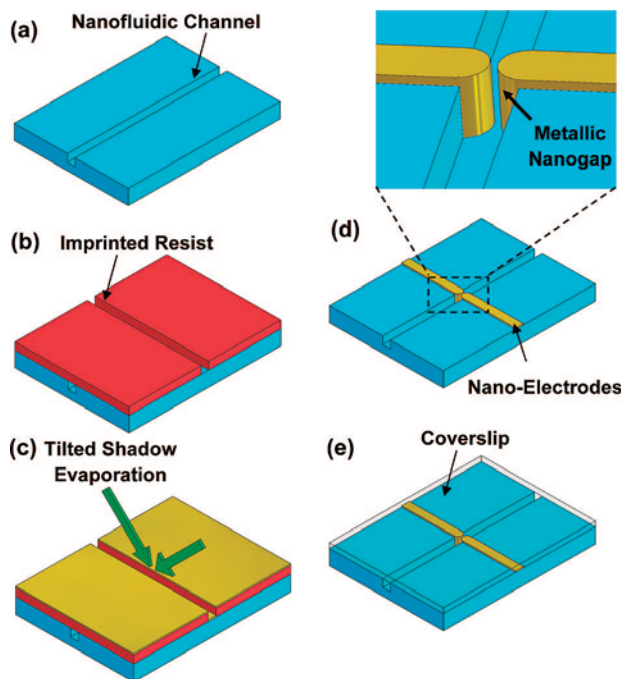 (a)
Nanofluidic Channel
Metallic
Nanogap
(b)
Imprinted Resist
(d)
Nano-Electrodes
(c)
Tilted Shadow
Evaporation
(e)
Coverslip